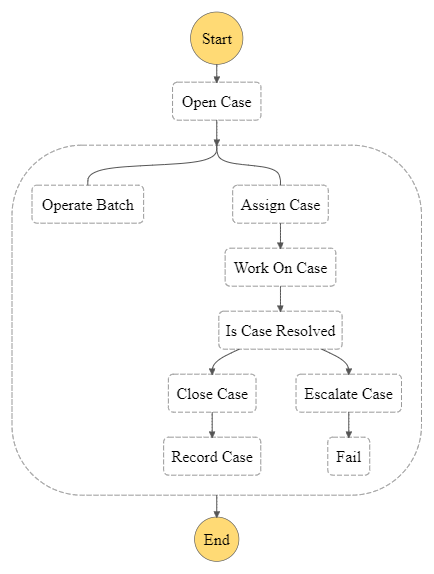 Start
Open Case
Operate Batch
Assign Case
Work On Case
Is Case Resolved
Close Case
Escalate Case
Record Case
Fail
End